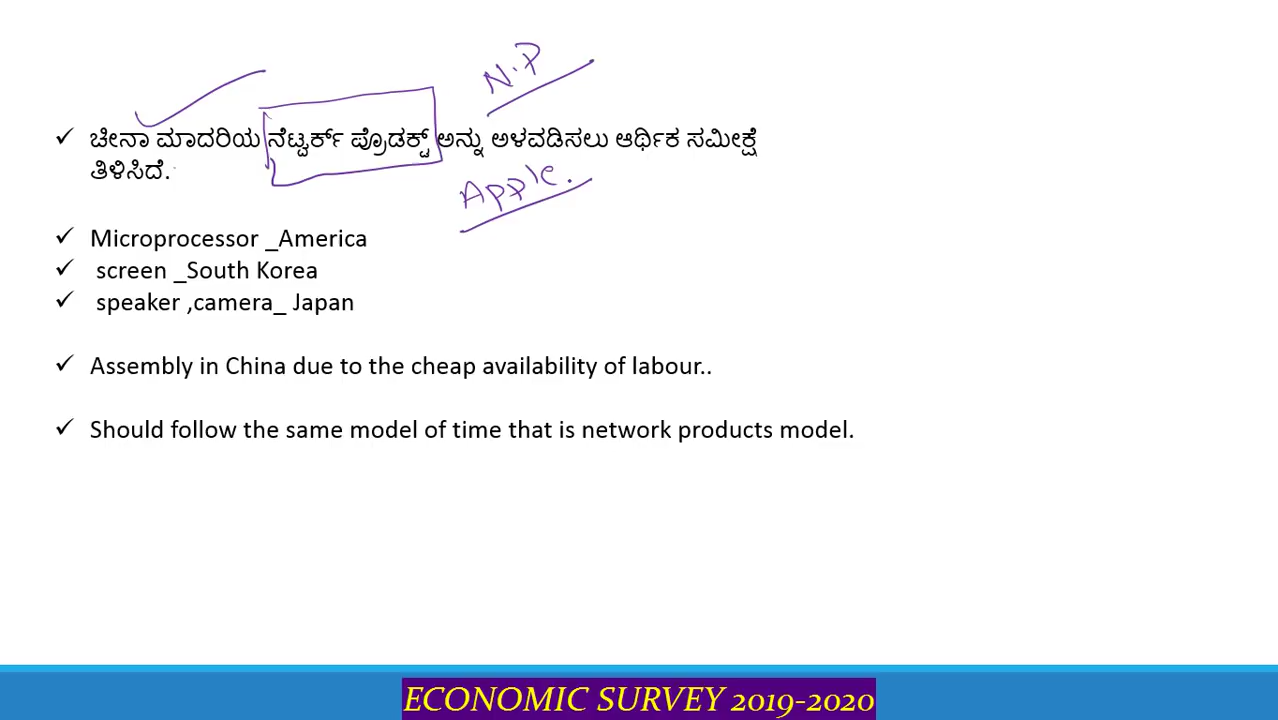 N.P
✓ ಚೀನಾ ಮಾದರಿಯ ನೆಟ್ವರ್ಕ್ ಪ್ರೊಡಕ್ಟ್ ಅನ್ನು ಅಳವಡಿಸಲು ಆರ್ಥಿಕ ಸಮೀಕ್ಷೆ
ತಿಳಿಸಿದೆ.
Apple.
✓ Microprocessor _America
✓ screen _South Korea
✓ speaker ,camera_ Japan
✓ Assembly in China due to the cheap availability of labour..
✓ Should follow the same model of time that is network products model.
ECONOMIC SURVEY 2019-2020